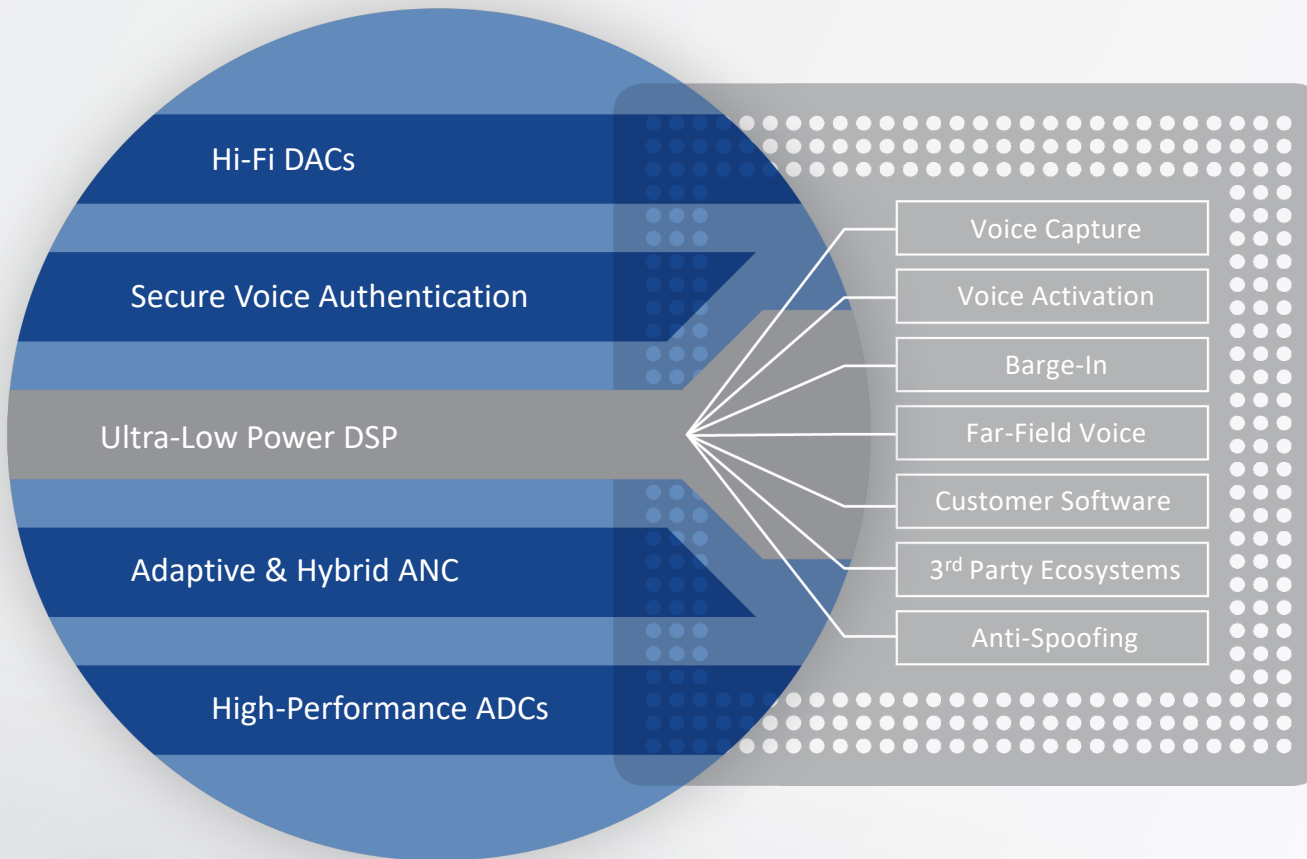 Hi-Fi DACs
Secure Voice Authentication
Ultra-Low Power DSP
Adaptive & Hybrid ANC
High-Performance ADCs
Voice Capture
Voice Activation
Barge-In
Far-Field Voice
Customer Software
3rd Party Ecosystems
Anti-Spoofing